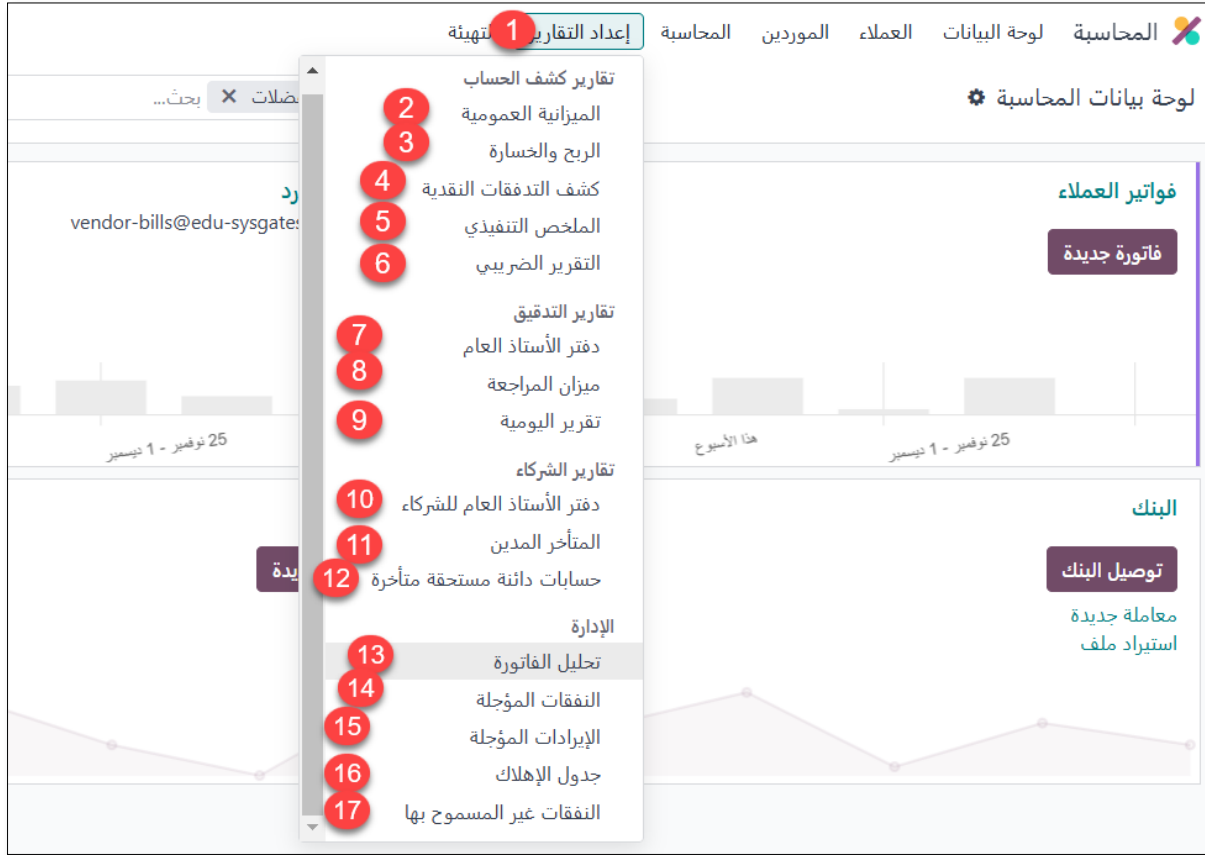 المحاسبة لوحة البيانات العملاء الموردين المحاسبة إعداد التقارير 1 التهيئة
لوحة بيانات المحاسبة
بحث...
تقارير كشف الحساب
الميزانية العمومية 2
الربح والخسارة 3
كشف التدفقات النقدية 4
الملخص التنفيذي 5
التقرير الضريبي 6
تقارير التدقيق
دفتر الأستاذ العام 7
ميزان المراجعة 8
تقرير اليومية 9
تقارير الشركاء
دفتر الأستاذ العام للشركاء 10
المتأخر المدين 11
حسابات دائنة مستحقة متأخرة 12
الإدارة
تحليل الفاتورة 13
النفقات المؤجلة 14
الإيرادات المؤجلة 15
جدول الإهلاك 16
النفقات غير المسموح بها 17
فواتير العملاء
فاتورة جديدة
25 نوفمبر - 1 ديسمبر
هذا الأسبوع
vendor-bills@edu-sysgates
25 نوفمبر - 1 ديسمبر
البنك
توصيل البنك
معاملة جديدة
استيراد ملف